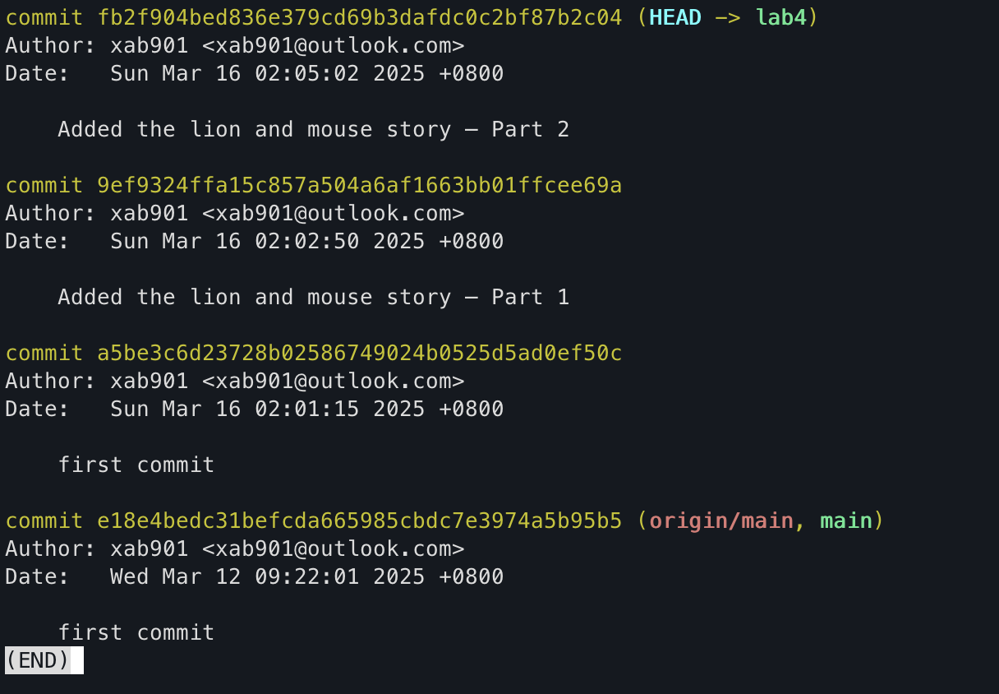 commit fb2f904bed836e379cd69b3dafdc0c2bf87b2c04 (HEAD -> lab4)
Author: xab901 <xab901@outlook.com>
Date:   Sun Mar 16 02:05:02 2025 +0800
    Added the lion and mouse story – Part 2
commit 9ef9324ffa15c857a504a6af1663bb01ffcee69a
Author: xab901 <xab901@outlook.com>
Date:   Sun Mar 16 02:02:50 2025 +0800
    Added the lion and mouse story – Part 1
commit a5be3c6d23728b02586749024b0525d5ad0ef50c
Author: xab901 <xab901@outlook.com>
Date:   Sun Mar 16 02:01:15 2025 +0800
    first commit
commit e18e4bedc31befcda665985cbdc7e3974a5b95b5 (origin/main, main)
Author: xab901 <xab901@outlook.com>
Date:   Wed Mar 12 09:22:01 2025 +0800
    first commit
(END)